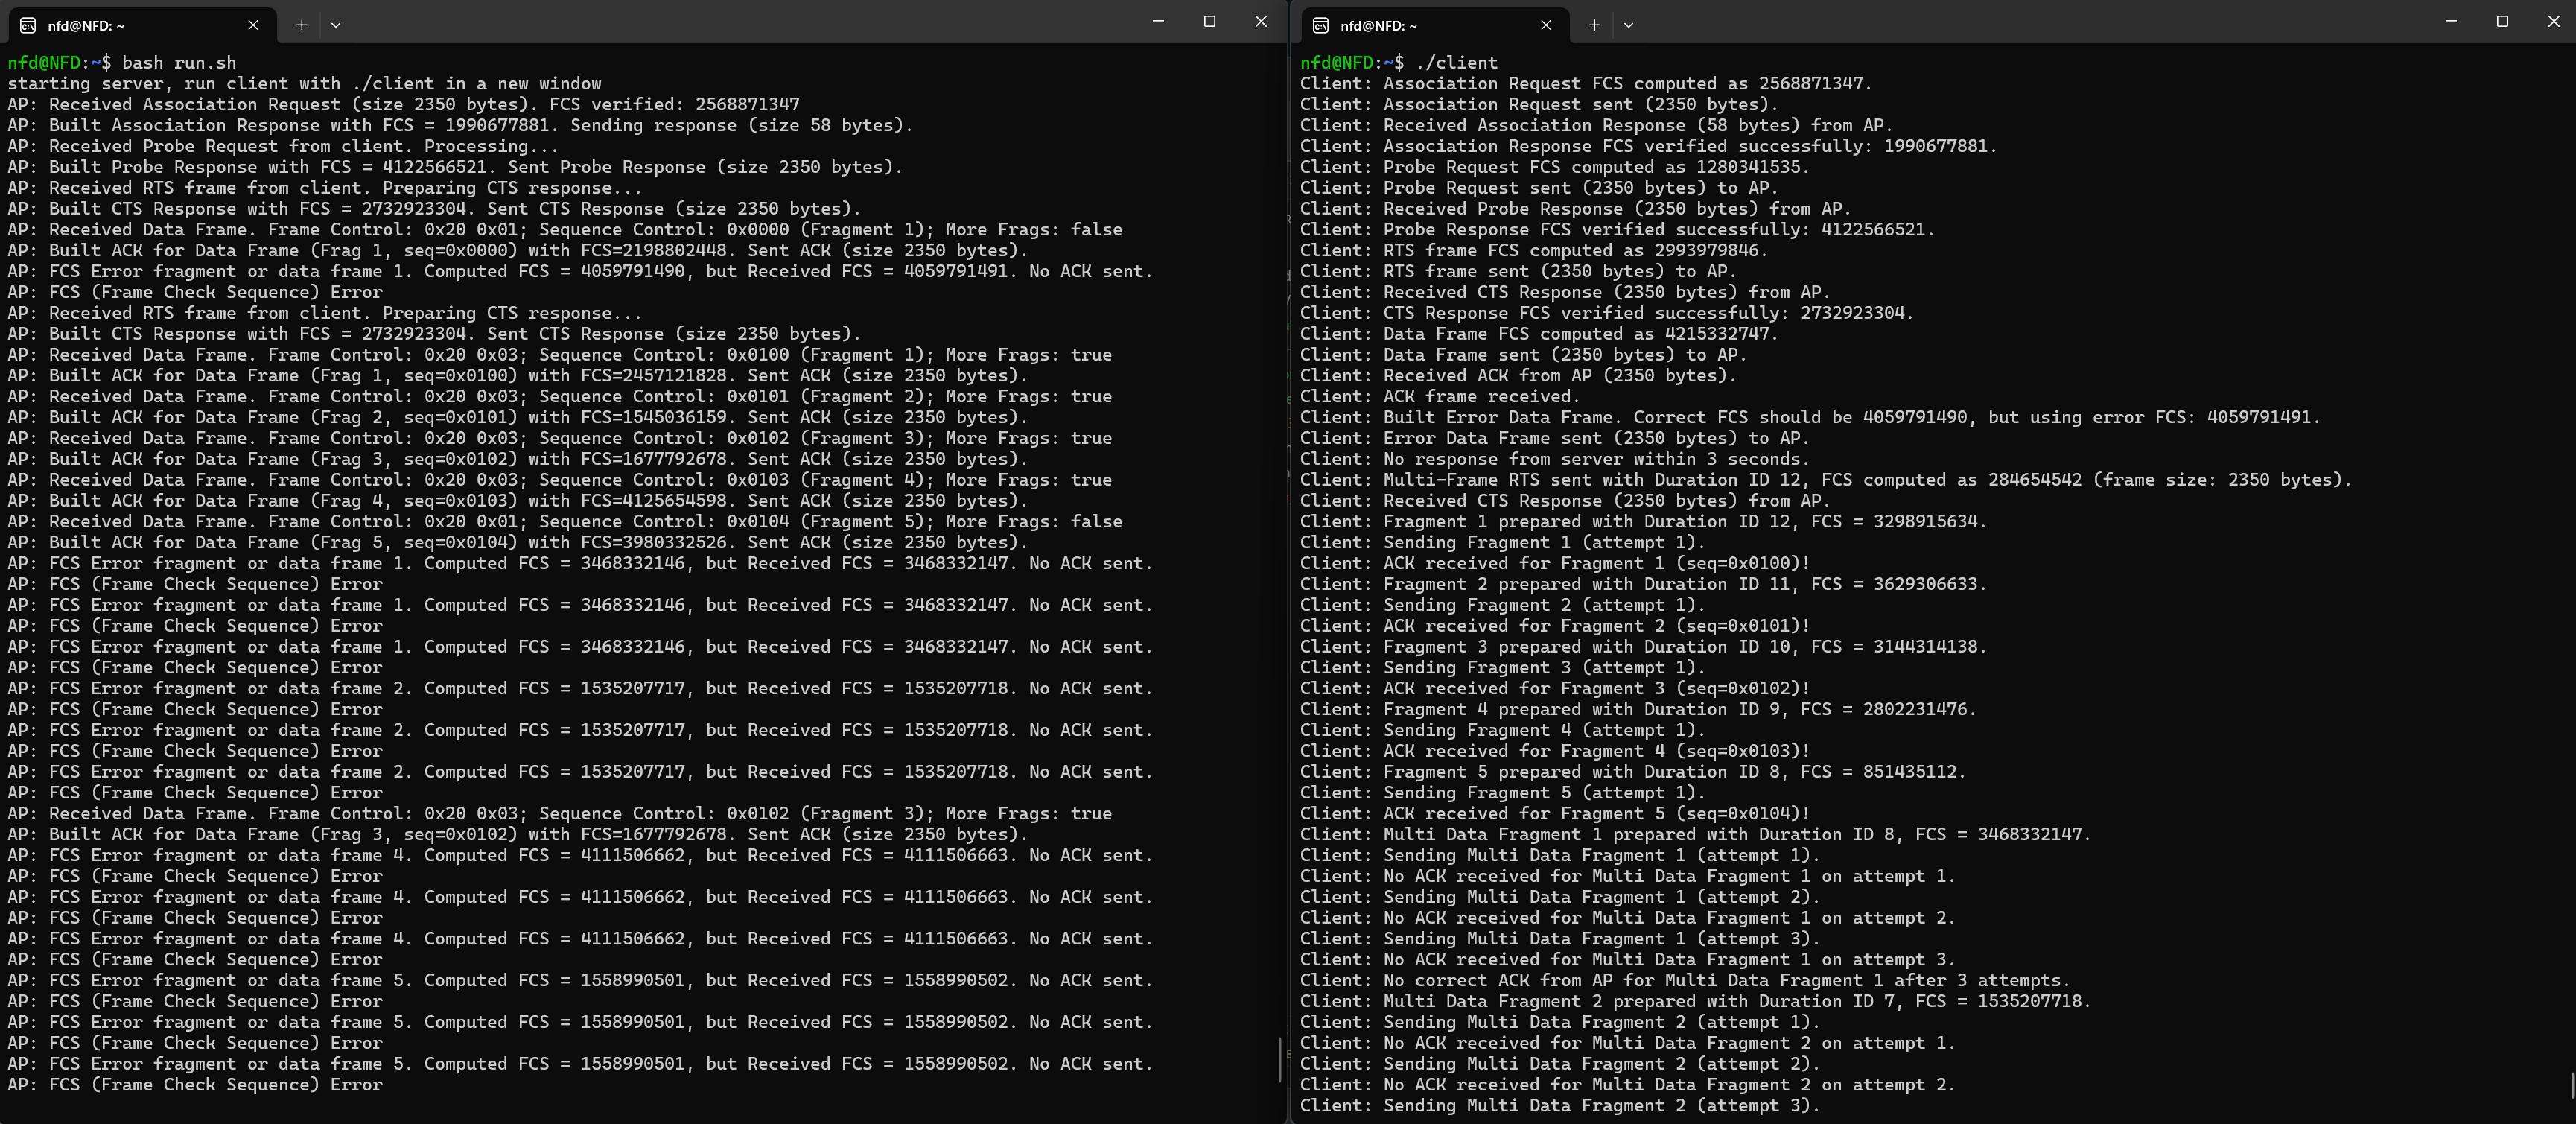 nfd@NFD: ~
nfd@NFD:~$ bash run.sh
starting server, run client with ./client in a new window
AP: Received Association Request (size 2350 bytes). FCS verified: 2568871347
AP: Built Association Response with FCS = 1990677881. Sending response (size 58 bytes).
AP: Received Probe Request from client. Processing...
AP: Built Probe Response with FCS = 4122566521. Sent Probe Response (size 2350 bytes).
AP: Received RTS frame from client. Preparing CTS response...
AP: Built CTS Response with FCS = 2732923304. Sent CTS Response (size 2350 bytes).
AP: Received Data Frame. Frame Control: 0x20 0x01; Sequence Control: 0x0000 (Fragment 1); More Frags: false
AP: Built ACK for Data Frame (Frag 1, seq=0x0000) with FCS=2198802448. Sent ACK (size 2350 bytes).
AP: FCS Error fragment or data frame 1. Computed FCS = 4059791490, but Received FCS = 4059791491. No ACK sent.
AP: FCS (Frame Check Sequence) Error
AP: Received RTS frame from client. Preparing CTS response...
AP: Built CTS Response with FCS = 2732923304. Sent CTS Response (size 2350 bytes).
AP: Received Data Frame. Frame Control: 0x20 0x03; Sequence Control: 0x0100 (Fragment 1); More Frags: true
AP: Built ACK for Data Frame (Frag 1, seq=0x0100) with FCS=2457121828. Sent ACK (size 2350 bytes).
AP: Received Data Frame. Frame Control: 0x20 0x03; Sequence Control: 0x0101 (Fragment 2); More Frags: true
AP: Built ACK for Data Frame (Frag 2, seq=0x0101) with FCS=1545036159. Sent ACK (size 2350 bytes).
AP: Received Data Frame. Frame Control: 0x20 0x03; Sequence Control: 0x0102 (Fragment 3); More Frags: true
AP: Built ACK for Data Frame (Frag 3, seq=0x0102) with FCS=1677792678. Sent ACK (size 2350 bytes).
AP: Received Data Frame. Frame Control: 0x20 0x03; Sequence Control: 0x0103 (Fragment 4); More Frags: true
AP: Built ACK for Data Frame (Frag 4, seq=0x0103) with FCS=4125654598. Sent ACK (size 2350 bytes).
AP: Received Data Frame. Frame Control: 0x20 0x01; Sequence Control: 0x0104 (Fragment 5); More Frags: false
AP: Built ACK for Data Frame (Frag 5, seq=0x0104) with FCS=3980332526. Sent ACK (size 2350 bytes).
AP: FCS Error fragment or data frame 1. Computed FCS = 3468332146, but Received FCS = 3468332147. No ACK sent.
AP: FCS (Frame Check Sequence) Error
AP: FCS Error fragment or data frame 1. Computed FCS = 3468332146, but Received FCS = 3468332147. No ACK sent.
AP: FCS (Frame Check Sequence) Error
AP: FCS Error fragment or data frame 1. Computed FCS = 3468332146, but Received FCS = 3468332147. No ACK sent.
AP: FCS (Frame Check Sequence) Error
AP: FCS Error fragment or data frame 2. Computed FCS = 1535207717, but Received FCS = 1535207718. No ACK sent.
AP: FCS (Frame Check Sequence) Error
AP: FCS Error fragment or data frame 2. Computed FCS = 1535207717, but Received FCS = 1535207718. No ACK sent.
AP: FCS (Frame Check Sequence) Error
AP: FCS Error fragment or data frame 2. Computed FCS = 1535207717, but Received FCS = 1535207718. No ACK sent.
AP: FCS (Frame Check Sequence) Error
AP: Received Data Frame. Frame Control: 0x20 0x03; Sequence Control: 0x0102 (Fragment 3); More Frags: true
AP: Built ACK for Data Frame (Frag 3, seq=0x0102) with FCS=1677792678. Sent ACK (size 2350 bytes).
AP: FCS Error fragment or data frame 4. Computed FCS = 4111506662, but Received FCS = 4111506663. No ACK sent.
AP: FCS (Frame Check Sequence) Error
AP: FCS Error fragment or data frame 4. Computed FCS = 4111506662, but Received FCS = 4111506663. No ACK sent.
AP: FCS (Frame Check Sequence) Error
AP: FCS Error fragment or data frame 4. Computed FCS = 4111506662, but Received FCS = 4111506663. No ACK sent.
AP: FCS (Frame Check Sequence) Error
AP: FCS Error fragment or data frame 5. Computed FCS = 1558990501, but Received FCS = 1558990502. No ACK sent.
AP: FCS (Frame Check Sequence) Error
AP: FCS Error fragment or data frame 5. Computed FCS = 1558990501, but Received FCS = 1558990502. No ACK sent.
AP: FCS (Frame Check Sequence) Error
AP: FCS Error fragment or data frame 5. Computed FCS = 1558990501, but Received FCS = 1558990502. No ACK sent.
AP: FCS (Frame Check Sequence) Error
nfd@NFD: ~
nfd@NFD:~$ ./client
Client: Association Request FCS computed as 2568871347.
Client: Association Request sent (2350 bytes).
Client: Received Association Response (58 bytes) from AP.
Client: Association Response FCS verified successfully: 1990677881.
Client: Probe Request FCS computed as 1280341535.
Client: Probe Request sent (2350 bytes) to AP.
Client: Received Probe Response (2350 bytes) from AP.
Client: Probe Response FCS verified successfully: 4122566521.
Client: RTS frame FCS computed as 2993979846.
Client: RTS frame sent (2350 bytes) to AP.
Client: Received CTS Response (2350 bytes) from AP.
Client: CTS Response FCS verified successfully: 2732923304.
Client: Data Frame FCS computed as 4215332747.
Client: Data Frame sent (2350 bytes) to AP.
Client: Received ACK from AP (2350 bytes).
Client: ACK frame received.
Client: Built Error Data Frame. Correct FCS should be 4059791490, but using error FCS: 4059791491.
Client: Error Data Frame sent (2350 bytes) to AP.
Client: No response from server within 3 seconds.
Client: Multi-Frame RTS sent with Duration ID 12, FCS computed as 284654542 (frame size: 2350 bytes).
Client: Received CTS Response (2350 bytes) from AP.
Client: Fragment 1 prepared with Duration ID 12, FCS = 3298915634.
Client: Sending Fragment 1 (attempt 1).
Client: ACK received for Fragment 1 (seq=0x0100)!
Client: Fragment 2 prepared with Duration ID 11, FCS = 3629306633.
Client: Sending Fragment 2 (attempt 1).
Client: ACK received for Fragment 2 (seq=0x0101)!
Client: Fragment 3 prepared with Duration ID 10, FCS = 3144314138.
Client: Sending Fragment 3 (attempt 1).
Client: ACK received for Fragment 3 (seq=0x0102)!
Client: Fragment 4 prepared with Duration ID 9, FCS = 2802231476.
Client: Sending Fragment 4 (attempt 1).
Client: ACK received for Fragment 4 (seq=0x0103)!
Client: Fragment 5 prepared with Duration ID 8, FCS = 851435112.
Client: Sending Fragment 5 (attempt 1).
Client: ACK received for Fragment 5 (seq=0x0104)!
Client: Multi Data Fragment 1 prepared with Duration ID 8, FCS = 3468332147.
Client: Sending Multi Data Fragment 1 (attempt 1).
Client: No ACK received for Multi Data Fragment 1 on attempt 1.
Client: Sending Multi Data Fragment 1 (attempt 2).
Client: No ACK received for Multi Data Fragment 1 on attempt 2.
Client: Sending Multi Data Fragment 1 (attempt 3).
Client: No ACK received for Multi Data Fragment 1 on attempt 3.
Client: No correct ACK from AP for Multi Data Fragment 1 after 3 attempts.
Client: Multi Data Fragment 2 prepared with Duration ID 7, FCS = 1535207718.
Client: Sending Multi Data Fragment 2 (attempt 1).
Client: No ACK received for Multi Data Fragment 2 on attempt 1.
Client: Sending Multi Data Fragment 2 (attempt 2).
Client: No ACK received for Multi Data Fragment 2 on attempt 2.
Client: Sending Multi Data Fragment 2 (attempt 3).